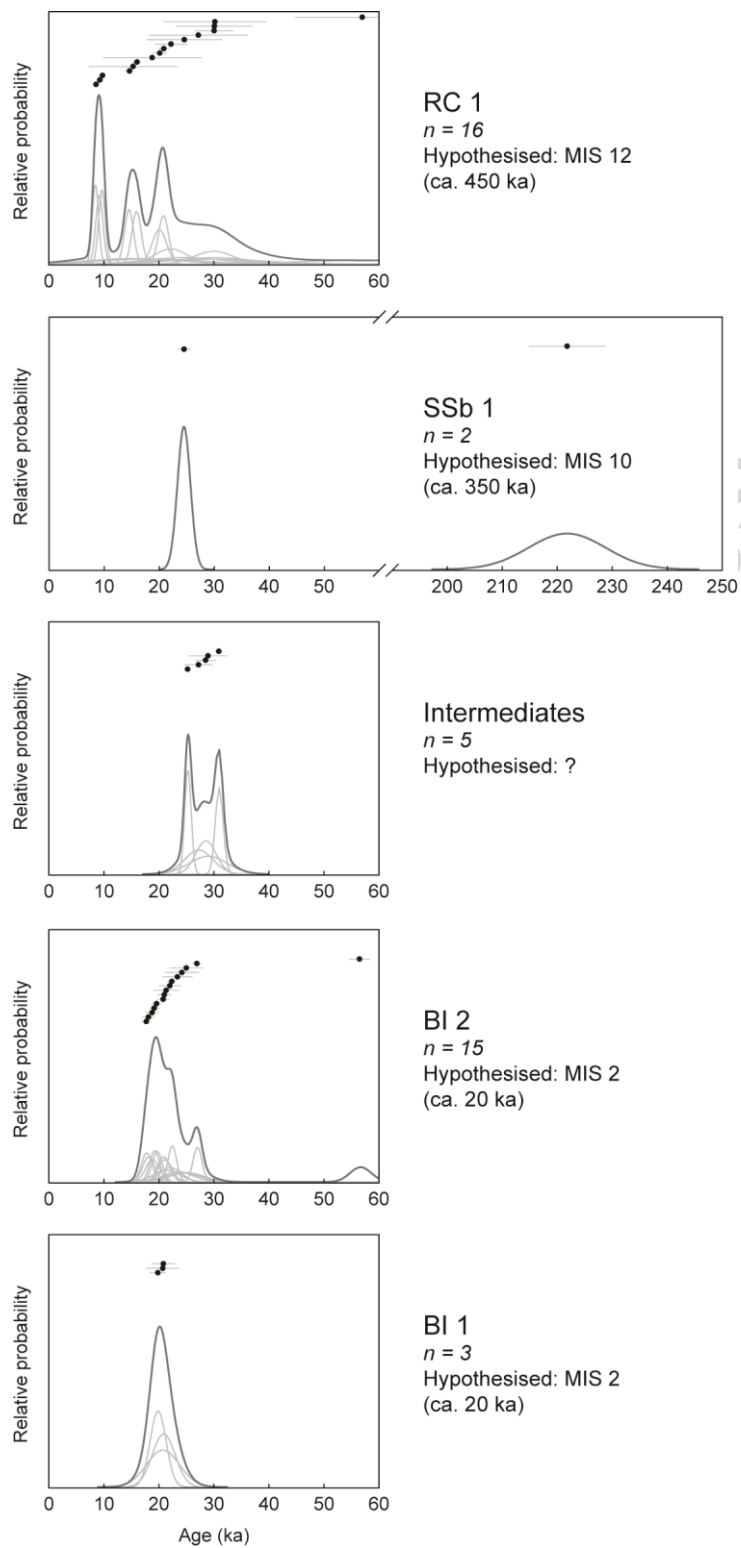 Relative probability
RC 1
n = 16
Hypothesised: MIS 12
(ca. 450 ka)
0 10 20 30 40 50 60
Relative probability
SSb 1
n = 2
Hypothesised: MIS 10
(ca. 350 ka)
0 10 20 30 40 50 200 210 220 230 240 250
Relative probability
Intermediates
n = 5
Hypothesised: ?
0 10 20 30 40 50 60
Relative probability
BI 2
n = 15
Hypothesised: MIS 2
(ca. 20 ka)
0 10 20 30 40 50 60
Relative probability
BI 1
n = 3
Hypothesised: MIS 2
(ca. 20 ka)
0 10 20 30 40 50 60
Age (ka)